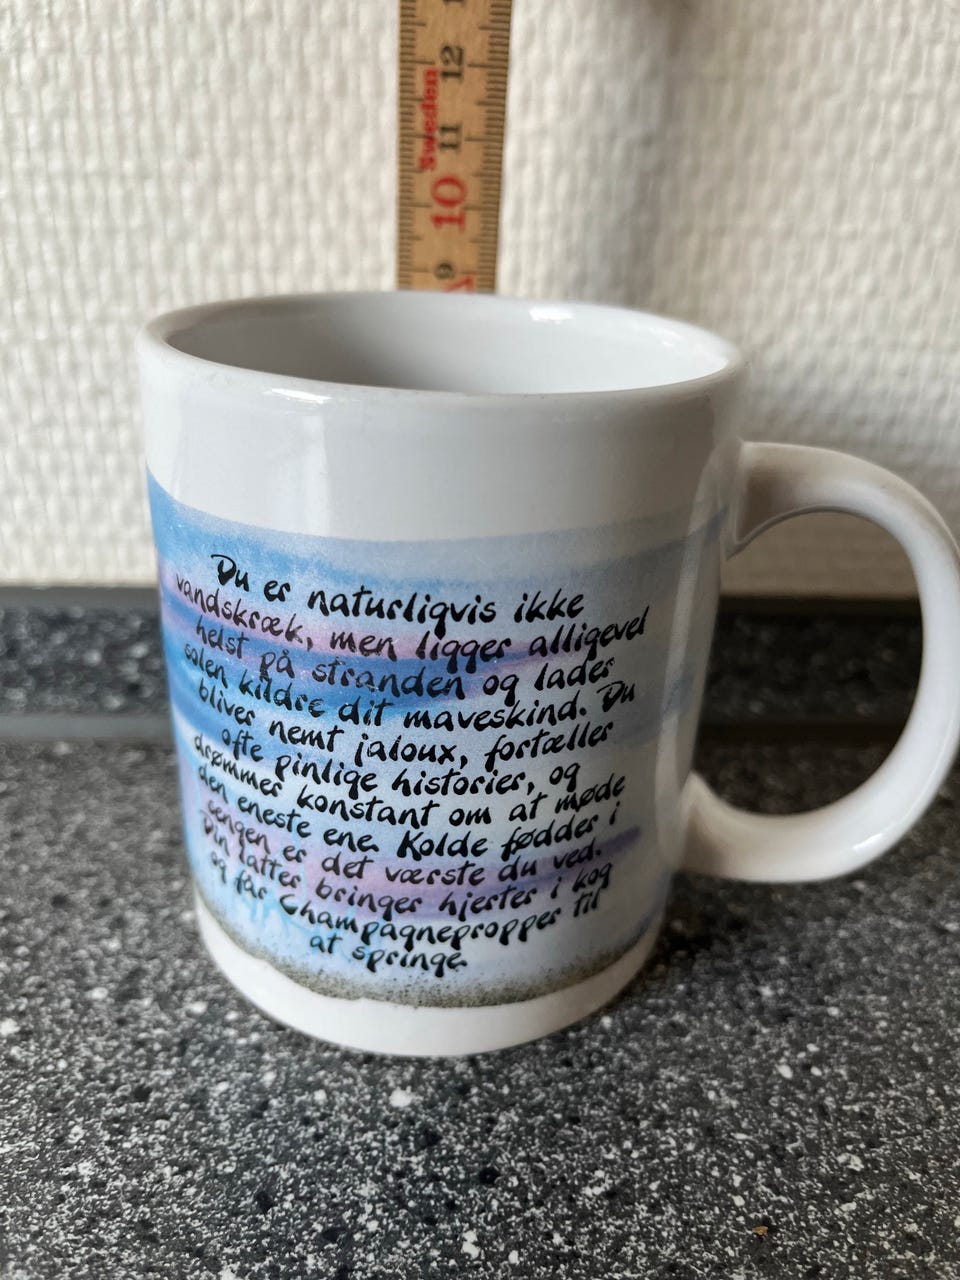 12
Sweden
11
10
9
Du er naturligvis ikke
vandskræk, men ligger alligevel
helst på stranden og lader
solen kildre dit maveskind. Du
bliver nemt jaloux, fortæller
ofte pinlige historier, og
drømmer konstant om at møde
den eneste ene. Kolde fødder i
sengen er det værste du ved.
Din latter bringer hjerter i kog
og får Champagnepropper til
at springe.